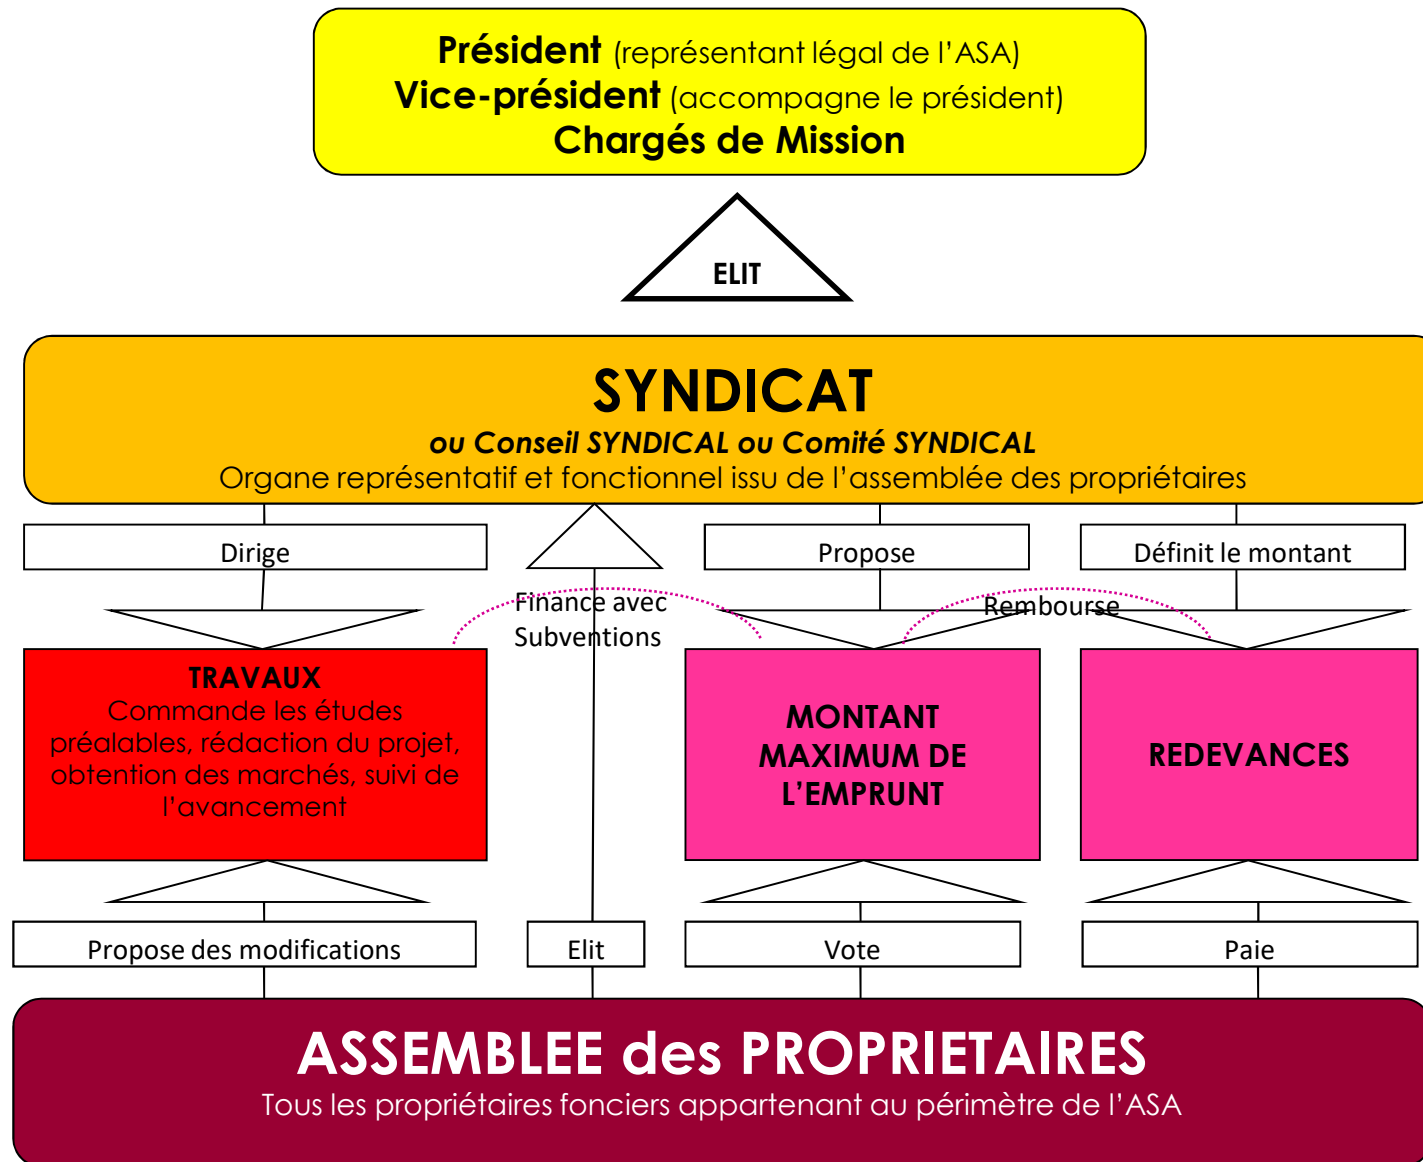 Président (représentant légal de l’ASA)
Vice-président (accompagne le président)
Chargés de Mission
ELIT
SYNDICAT
ou Conseil SYNDICAL ou Comité SYNDICAL
Organe représentatif et fonctionnel issu de l’assemblée des propriétaires
Dirige
Propose
Définit le montant
Finance avec
Subventions
Rembourse
TRAVAUX
Commande les études
préalables, rédaction du projet,
obtention des marchés, suivi de
l’avancement
MONTANT
MAXIMUM DE
L’EMPRUNT
REDEVANCES
Propose des modifications
Elit
Vote
Paie
ASSEMBLEE des PROPRIETAIRES
Tous les propriétaires fonciers appartenant au périmètre de l’ASA